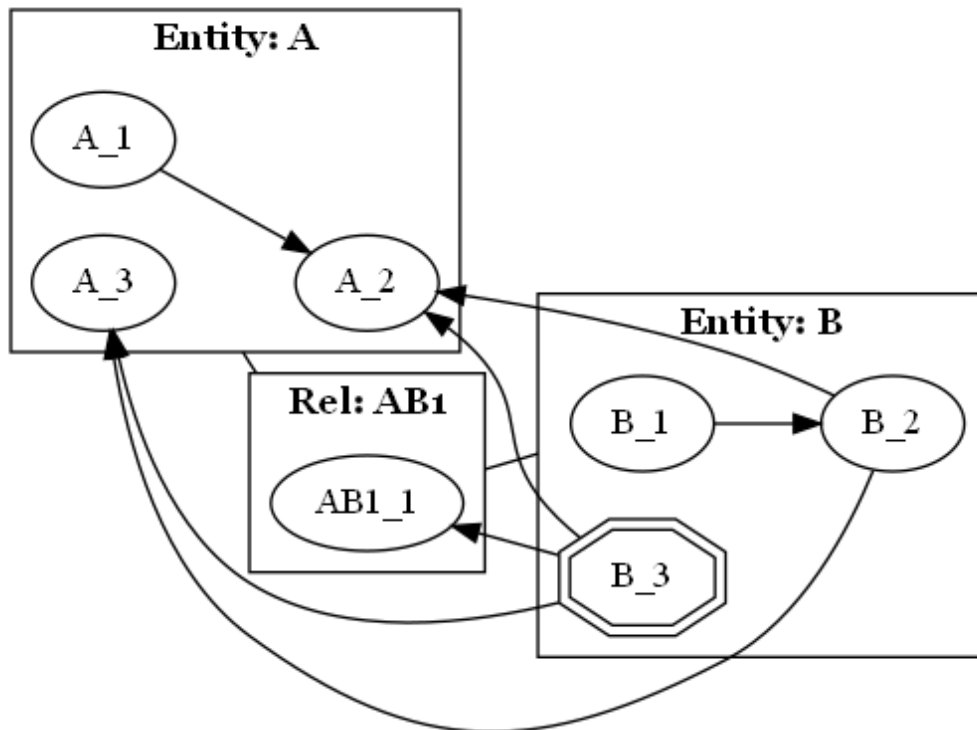 Entity: A
A_1
A_3
A_2
Entity: B
Rel: AB1
B_1
B_2
AB1_1
B_3